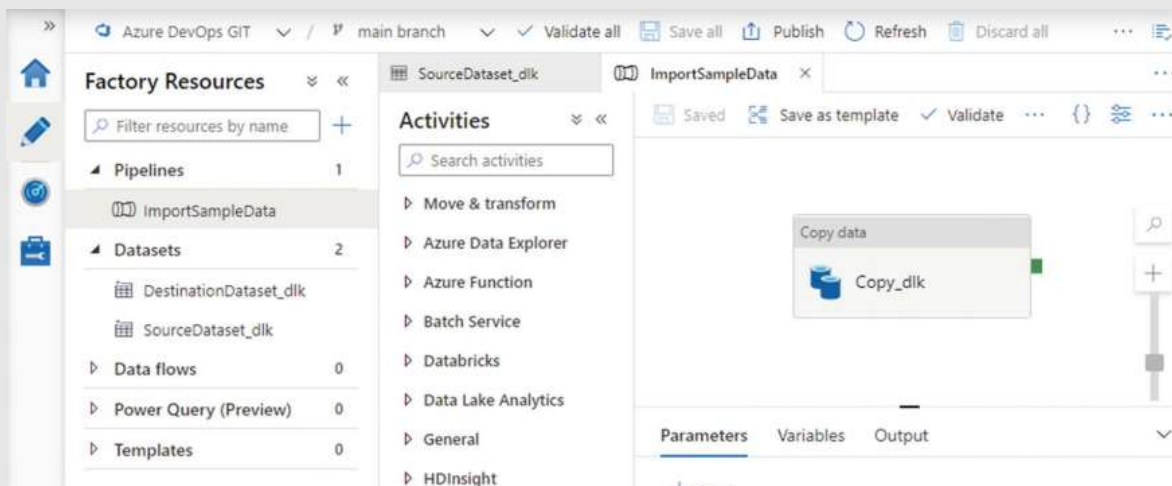 Azure DevOps GIT / main branch Validate all Save all Publish Refresh Discard all ...
Factory Resources
Filter resources by name
Pipelines 1
ImportSampleData
Datasets 2
DestinationDataset_dlk
SourceDataset_dlk
Data flows 0
Power Query (Preview) 0
Templates 0
SourceDataset_dlk
ImportSampleData
Activities
Search activities
Move & transform
Azure Data Explorer
Azure Function
Batch Service
Databricks
Data Lake Analytics
General
HDInsight
Saved Save as template Validate ... {} ...
Copy data
Copy_dlk
Parameters Variables Output